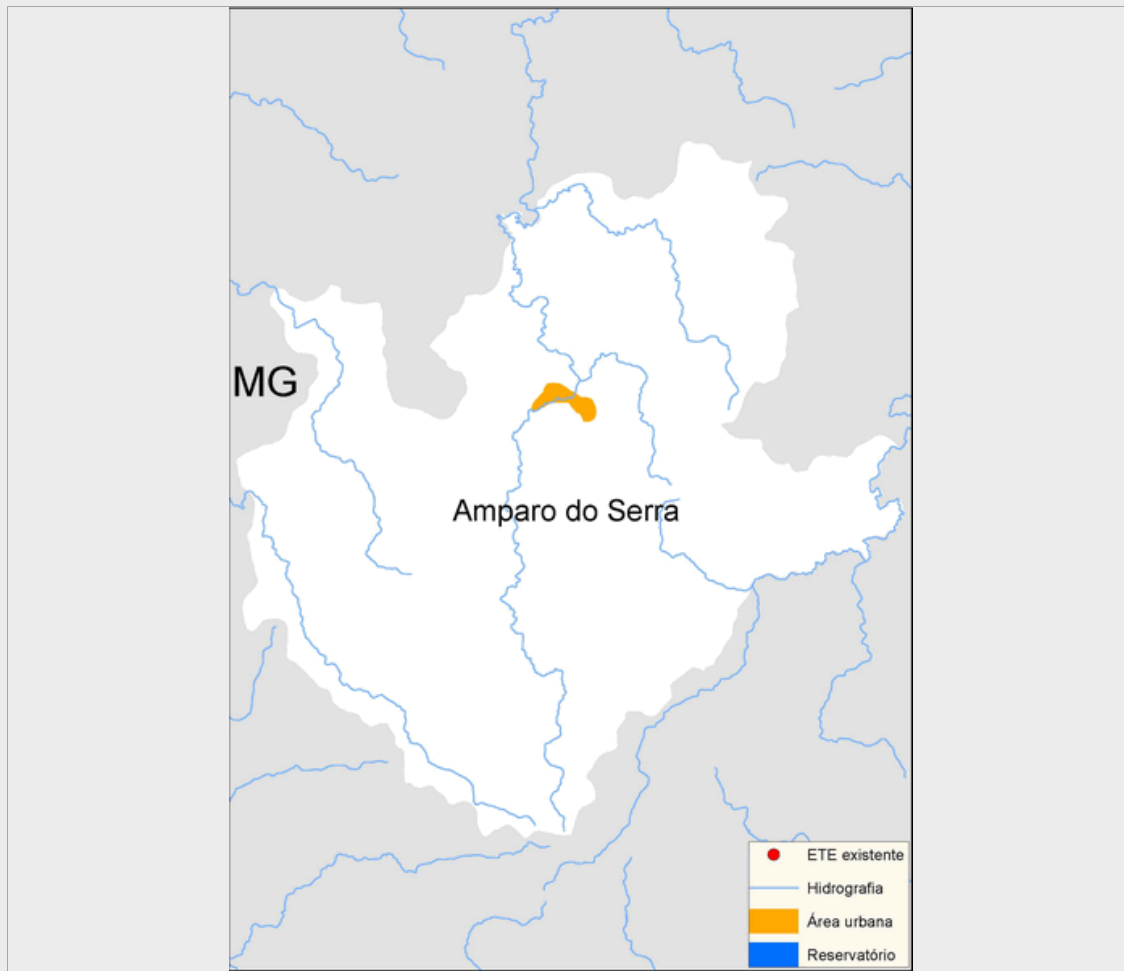 MG
Amparo do Serra
ETE existente
Hidrografia
Área urbana
Reservatório